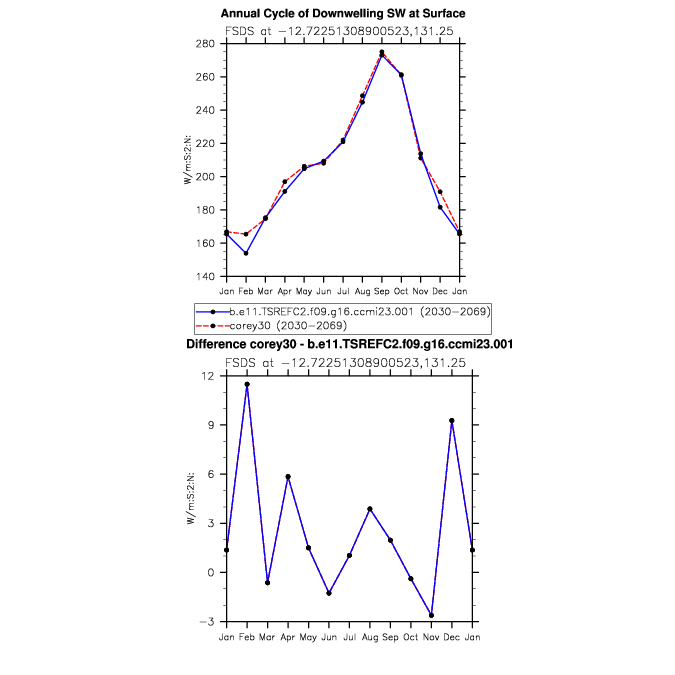 Annual Cycle of Downwelling SW at Surface
FSDS at −12.72251308900523,131.25
280
260
240
220
200
180
160
140
W/m:S:2:N:
Jan Feb Mar Apr May Jun Jul Aug Sep Oct Nov Dec Jan
b.e11.TSREFC2.f09.g16.ccmi23.001 (2030−2069)
corey30 (2030−2069)
Difference corey30 - b.e11.TSREFC2.f09.g16.ccmi23.001
FSDS at −12.72251308900523,131.25
12
9
6
3
0
−3
W/m:S:2:N:
Jan Feb Mar Apr May Jun Jul Aug Sep Oct Nov Dec Jan